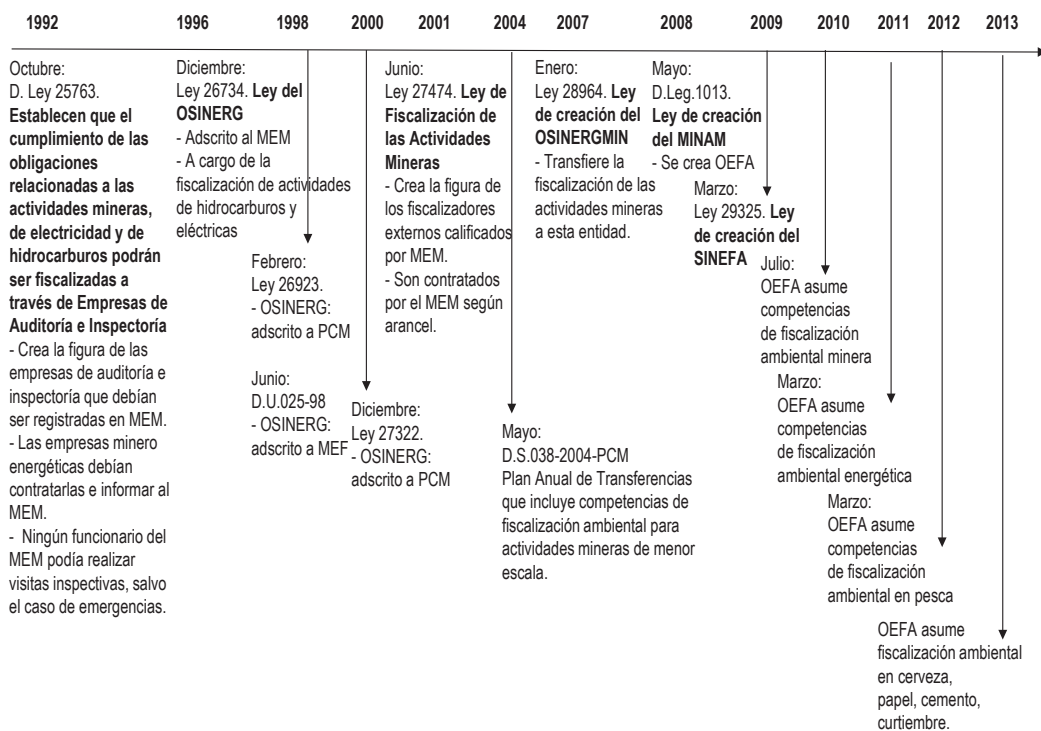 1992 1996 1998 2000 2001 2004 2007 2008 2009 2010 2011 2012 2013
Octubre:
D. Ley 25763.
Establecen que el
cumplimiento de las
obligaciones
relacionadas a las
actividades mineras,
de electricidad y de
hidrocarburos podrán
ser fiscalizadas a
través de Empresas de
Auditoría e Inspectoría
- Crea la figura de las
empresas de auditoría e
inspectoría que debían
ser registradas en MEM.
- Las empresas minero
energéticas debían
contratarlas e informar al
MEM.
- Ningún funcionario del
MEM podía realizar
visitas inspectivas, salvo
el caso de emergencias.
Diciembre:
Ley 26734. Ley del
OSINERG
- Adscrito al MEM
- A cargo de la
fiscalización de actividades
de hidrocarburos y
eléctricas
Febrero:
Ley 26923.
- OSINERG:
adscrito a PCM
Junio:
D.U.025-98
- OSINERG:
adscrito a MEF
Diciembre:
Ley 27322.
- OSINERG:
adscrito a PCM
Junio:
Ley 27474. Ley de
Fiscalización de
las Actividades
Mineras
- Crea la figura de
los fiscalizadores
externos calificados
por MEM.
- Son contratados
por el MEM según
arancel.
Mayo:
D.S.038-2004-PCM
Plan Anual de Transferencias
que incluye competencias de
fiscalización ambiental para
actividades mineras de menor
escala.
Enero:
Ley 28964. Ley
de creación del
OSINERGMIN
- Transfiere la
fiscalización de las
actividades mineras
a esta entidad.
Mayo:
D.Leg.1013.
Ley de creación
del MINAM
- Se crea OEFA
Marzo:
Ley 29325. Ley
de creación del
SINEFA
Julio:
OEFA asume
competencias
de fiscalización
ambiental minera
Marzo:
OEFA asume
competencias
de fiscalización
ambiental energética
Marzo:
OEFA asume
competencias
de fiscalización
ambiental en pesca
OEFA asume
fiscalización ambiental
en cerveza,
papel, cemento,
curtiembre.